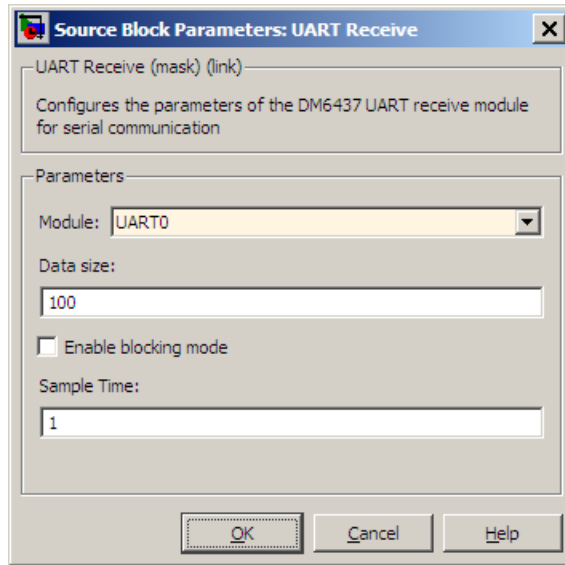 Source Block Parameters: UART Receive
UART Receive (mask) (link)
Configures the parameters of the DM6437 UART receive module
for serial communication
Parameters
Module: UART0
Data size:
100
Enable blocking mode
Sample Time:
1
OK Cancel Help